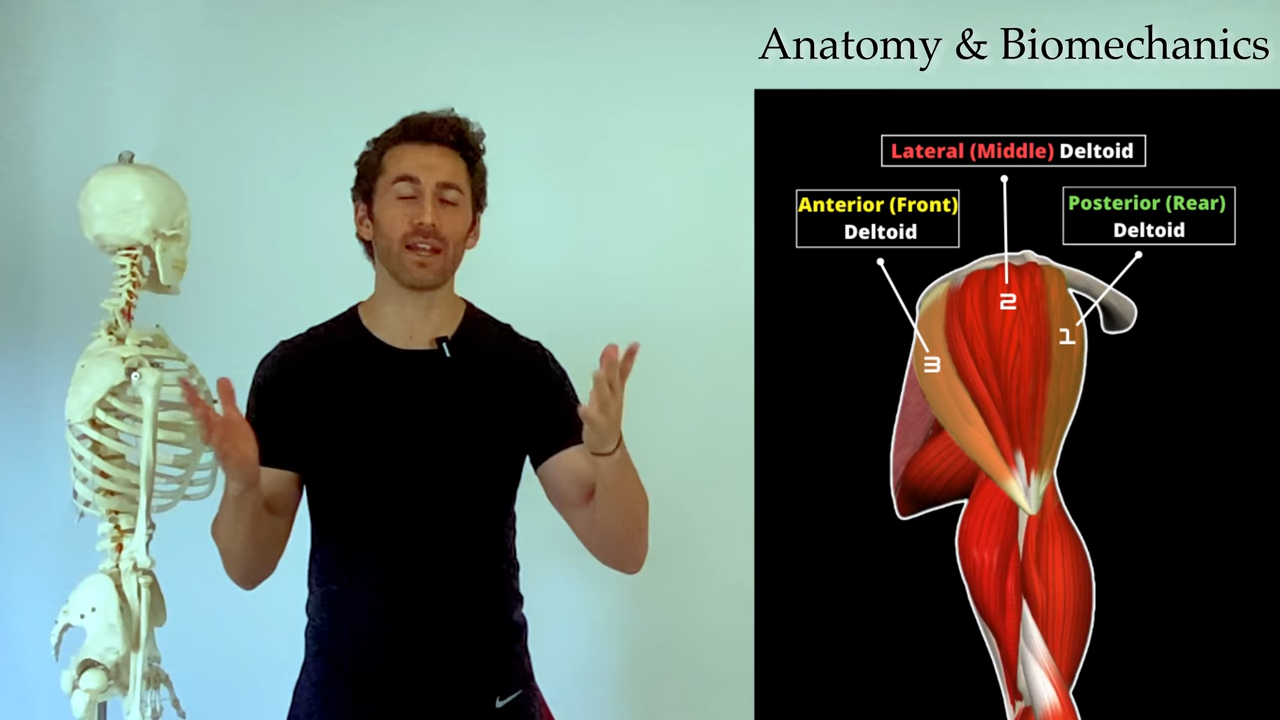 Anatomy & Biomechanics
Lateral (Middle) Deltoid
Anterior (Front)
Deltoid
Posterior (Rear)
Deltoid
2
1
3